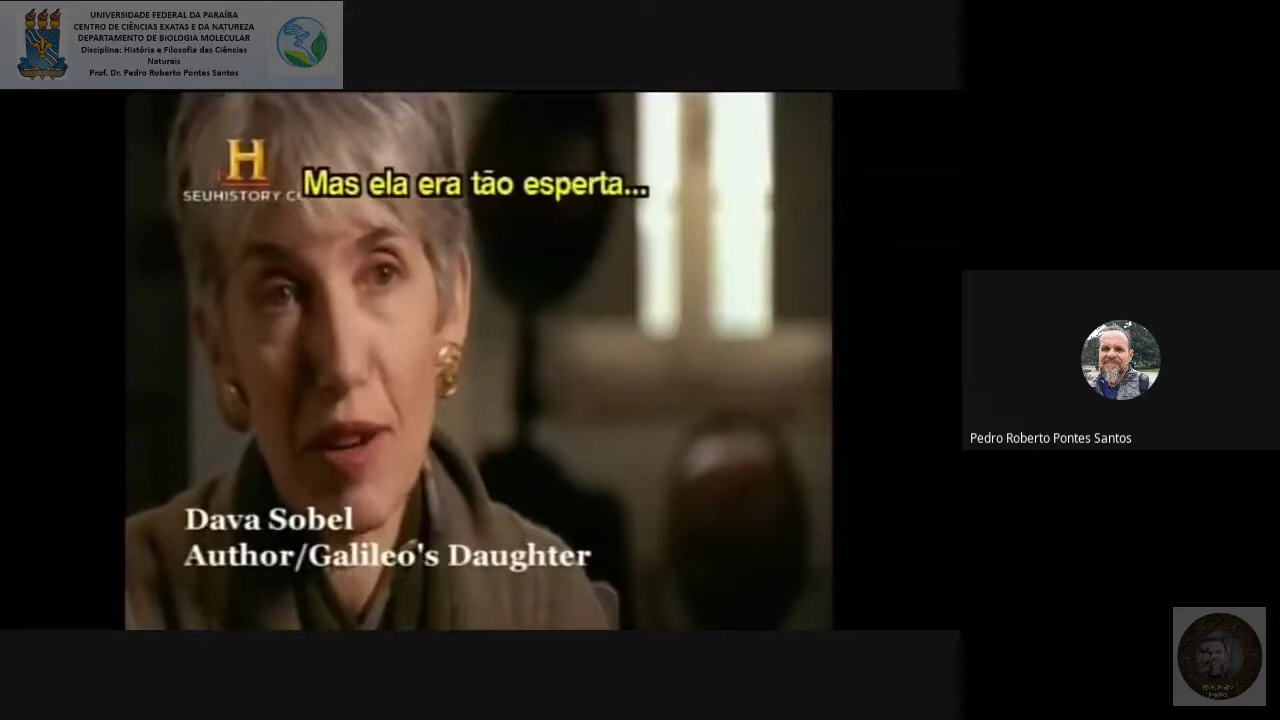 UNIVERSIDADE FEDERAL DA PARAÍBA
CENTRO DE CIÊNCIAS EXATAS E DA NATUREZA
DEPARTAMENTO DE BIOLOGIA MOLECULAR
Disciplina: História e Filosofia das Ciências
Naturais
Prof. Dr. Pedro Roberto Pontes Santos
H
SEUHISTORY
Mas ela era tão esperta...
Dava Sobel
Author/Galileo's Daughter
Pedro Roberto Pontes Santos